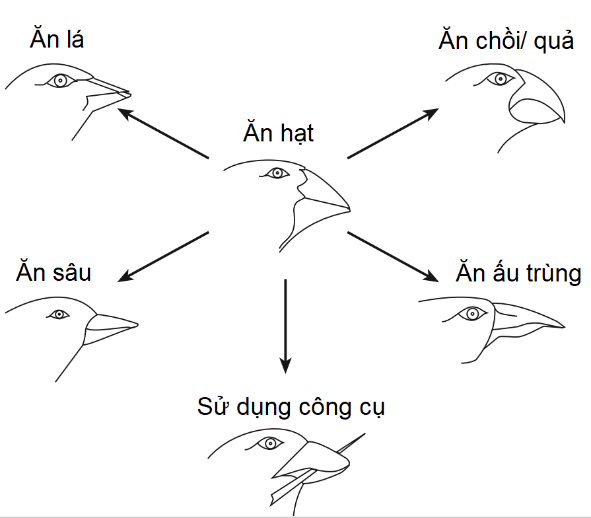 Ăn lá
Ăn chồi/ quả
Ăn hạt
Ăn sâu
Ăn ấu trùng
Sử dụng công cụ